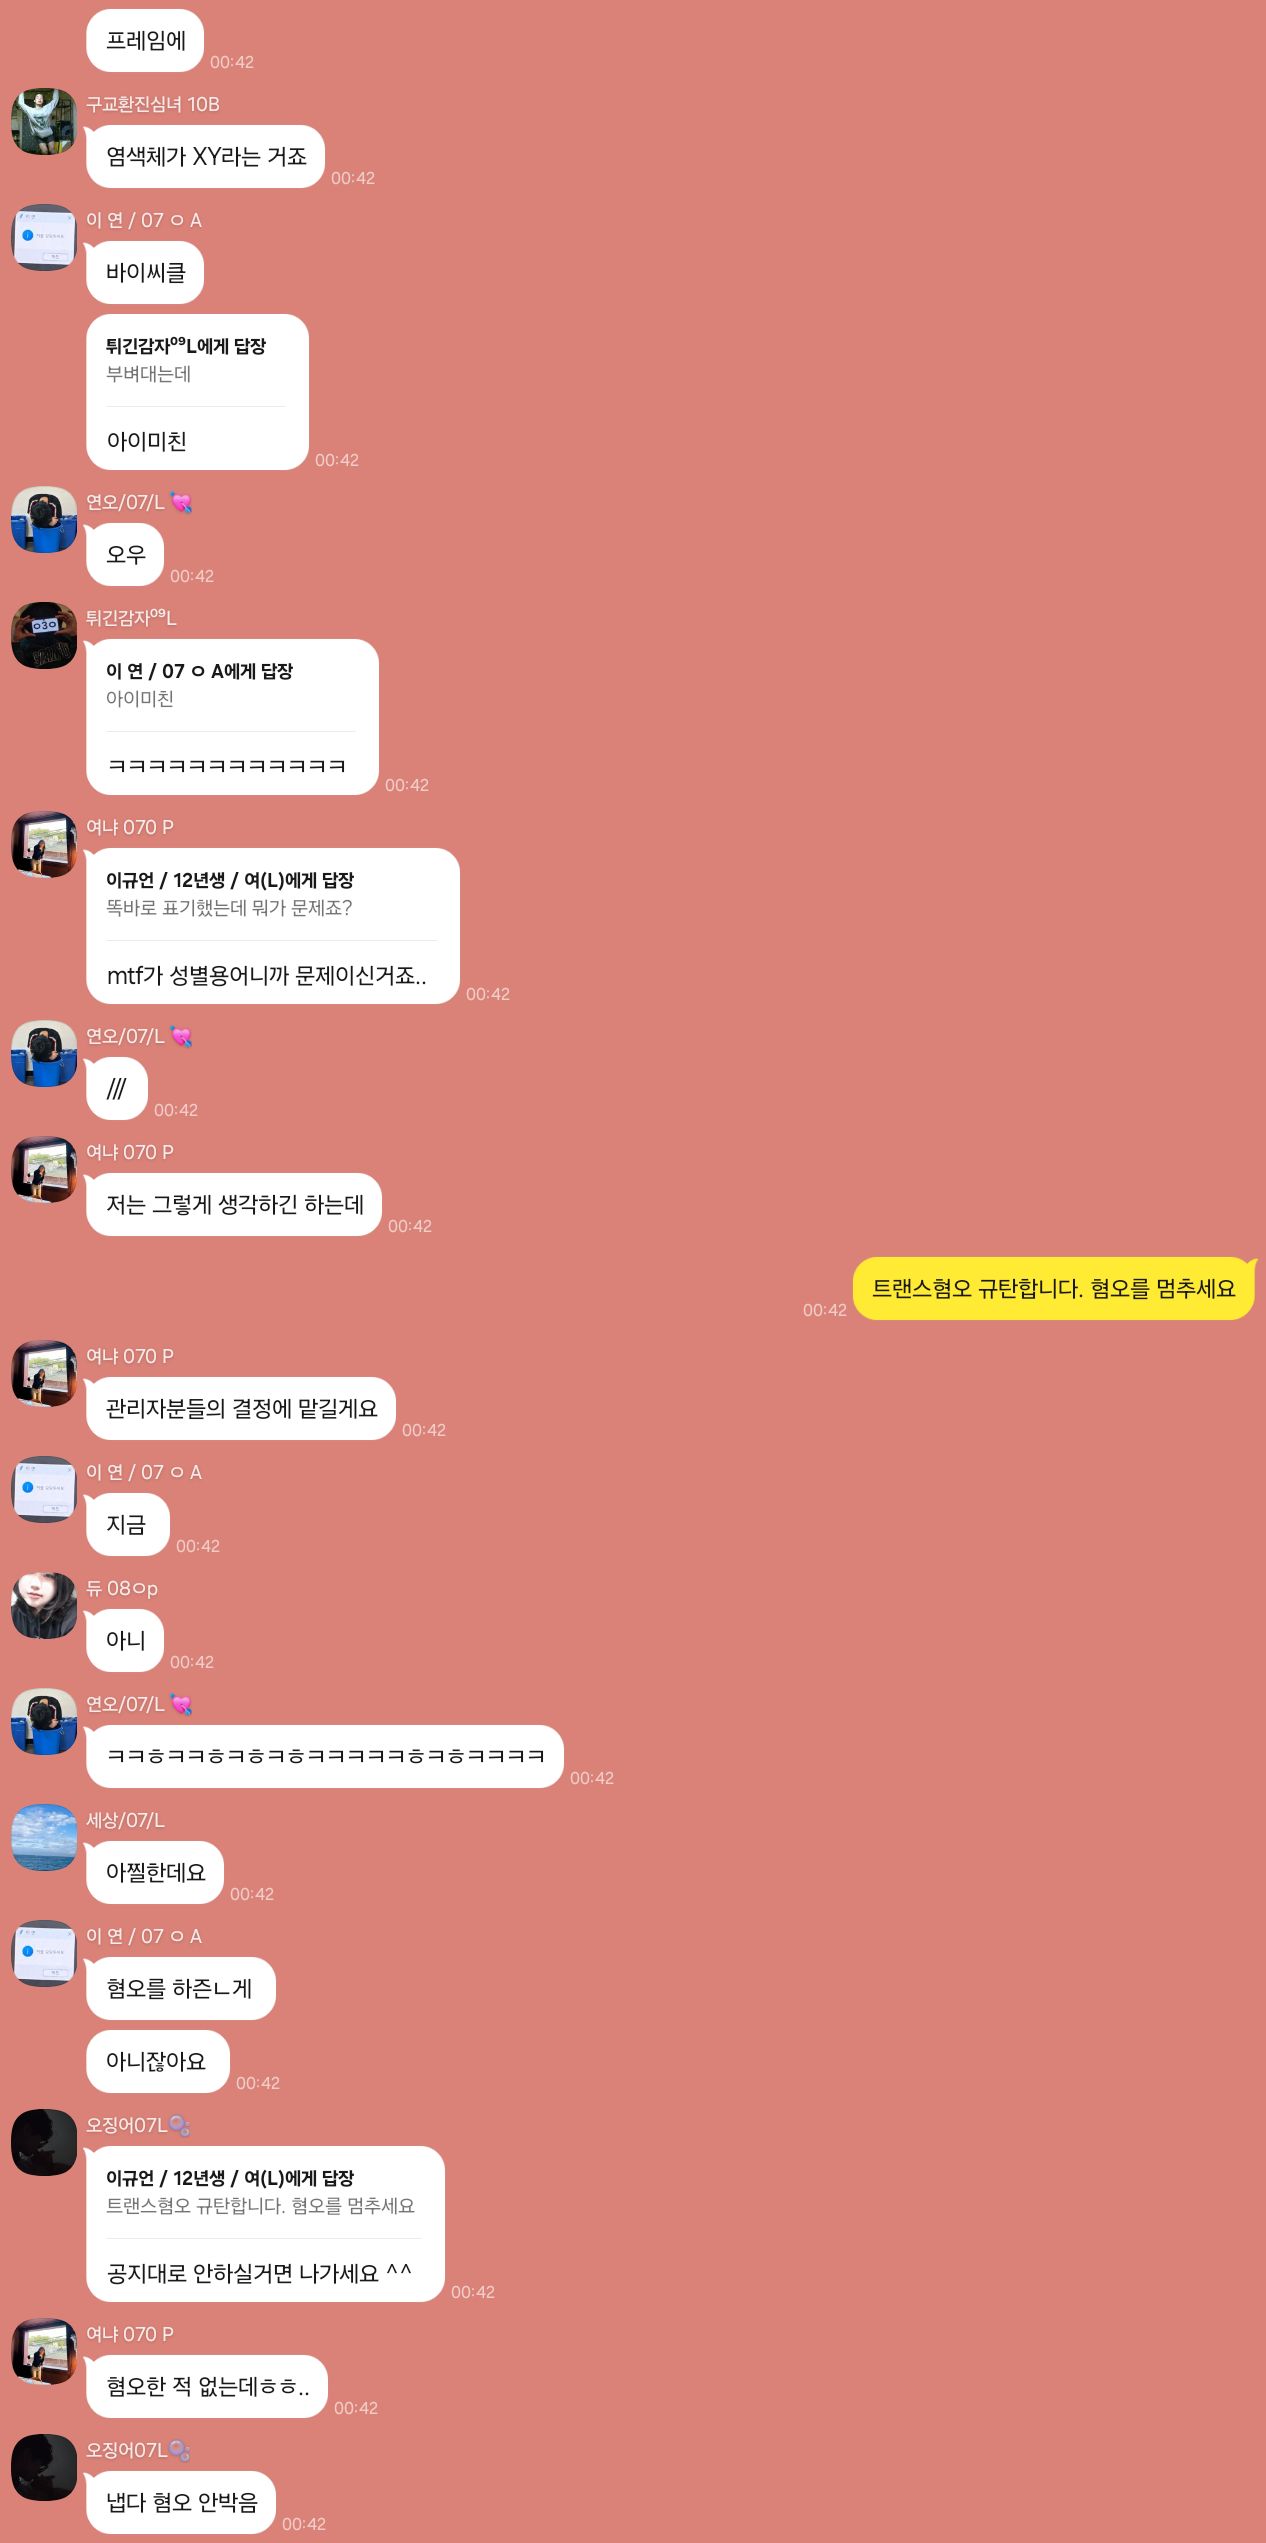 프레임에
00:42
구교환진심녀 10B
염색체가 XY라는 거죠
00:42
이 연 / 07 ㅇ A
바이씨클
튀긴감자⁰⁹L에게 답장
부벼대는데
아이미친
00:42
연오/07/L 💘
오우
00:42
튀긴감자⁰⁹L
이 연 / 07 ㅇ A에게 답장
아이미친
ㅋㅋㅋㅋㅋㅋㅋㅋㅋㅋㅋㅋ
00:42
여냐 070 P
이규언 / 12년생 / 여(L)에게 답장
똑바로 표기했는데 뭐가 문제죠?
mtf가 성별용어니까 문제이신거죠..
00:42
연오/07/L 💘
///
00:42
여냐 070 P
저는 그렇게 생각하긴 하는데
00:42
트랜스혐오 규탄합니다. 혐오를 멈추세요
00:42
여냐 070 P
관리자분들의 결정에 맡길게요
00:42
이 연 / 07 ㅇ A
지금
00:42
듀 08ㅇp
아니
00:42
연오/07/L 💘
ㅋㅋㅎㅋㅋㅎㅋㅎㅋㅎㅋㅋㅋㅋㅋㅎㅋㅎㅋㅋㅋㅋ
00:42
세상/07/L
아찔한데요
00:42
이 연 / 07 ㅇ A
혐오를 하즌ㄴ게
아니잖아요
00:42
오징어07L🫧
이규언 / 12년생 / 여(L)에게 답장
트랜스혐오 규탄합니다. 혐오를 멈추세요
공지대로 안하실거면 나가세요 ^^
00:42
여냐 070 P
혐오한 적 없는데ㅎㅎ..
00:42
오징어07L🫧
냅다 혐오 안박음
00:42